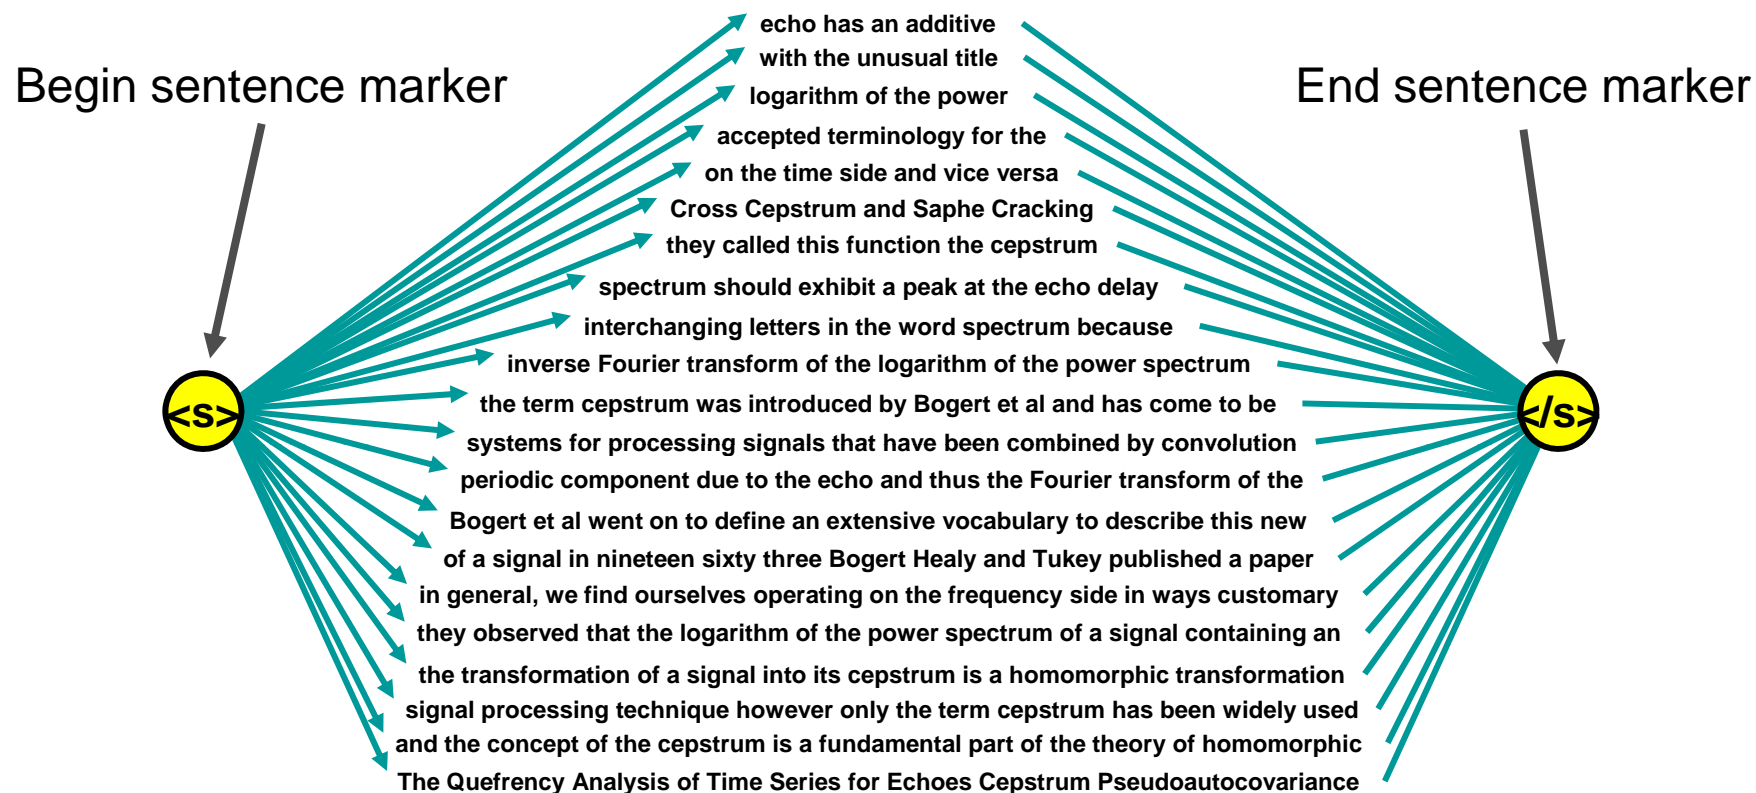 Begin sentence marker
End sentence marker
echo has an additive
with the unusual title
logarithm of the power
accepted terminology for the
on the time side and vice versa
Cross Cepstrum and Saphe Cracking
they called this function the cepstrum
spectrum should exhibit a peak at the echo delay
interchanging letters in the word spectrum because
inverse Fourier transform of the logarithm of the power spectrum
<s>
the term cepstrum was introduced by Bogert et al and has come to be
</s>
systems for processing signals that have been combined by convolution
periodic component due to the echo and thus the Fourier transform of the
Bogert et al went on to define an extensive vocabulary to describe this new
of a signal in nineteen sixty three Bogert Healy and Tukey published a paper
in general, we find ourselves operating on the frequency side in ways customary
they observed that the logarithm of the power spectrum of a signal containing an
the transformation of a signal into its cepstrum is a homomorphic transformation
signal processing technique however only the term cepstrum has been widely used
and the concept of the cepstrum is a fundamental part of the theory of homomorphic
The Quefrency Analysis of Time Series for Echoes Cepstrum Pseudoautocovariance